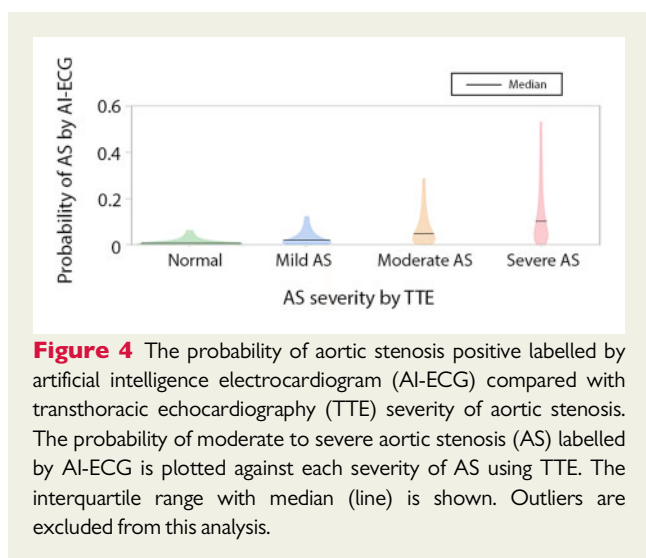 Probability of AS by AI-ECG
Median
0.6
0.4
0.2
0
Normal Mild AS Moderate AS Severe AS
AS severity by TTE
Figure 4 The probability of aortic stenosis positive labelled by
artificial intelligence electrocardiogram (AI-ECG) compared with
transthoracic echocardiography (TTE) severity of aortic stenosis.
The probability of moderate to severe aortic stenosis (AS) labelled
by AI-ECG is plotted against each severity of AS using TTE. The
interquartile range with median (line) is shown. Outliers are
excluded from this analysis.